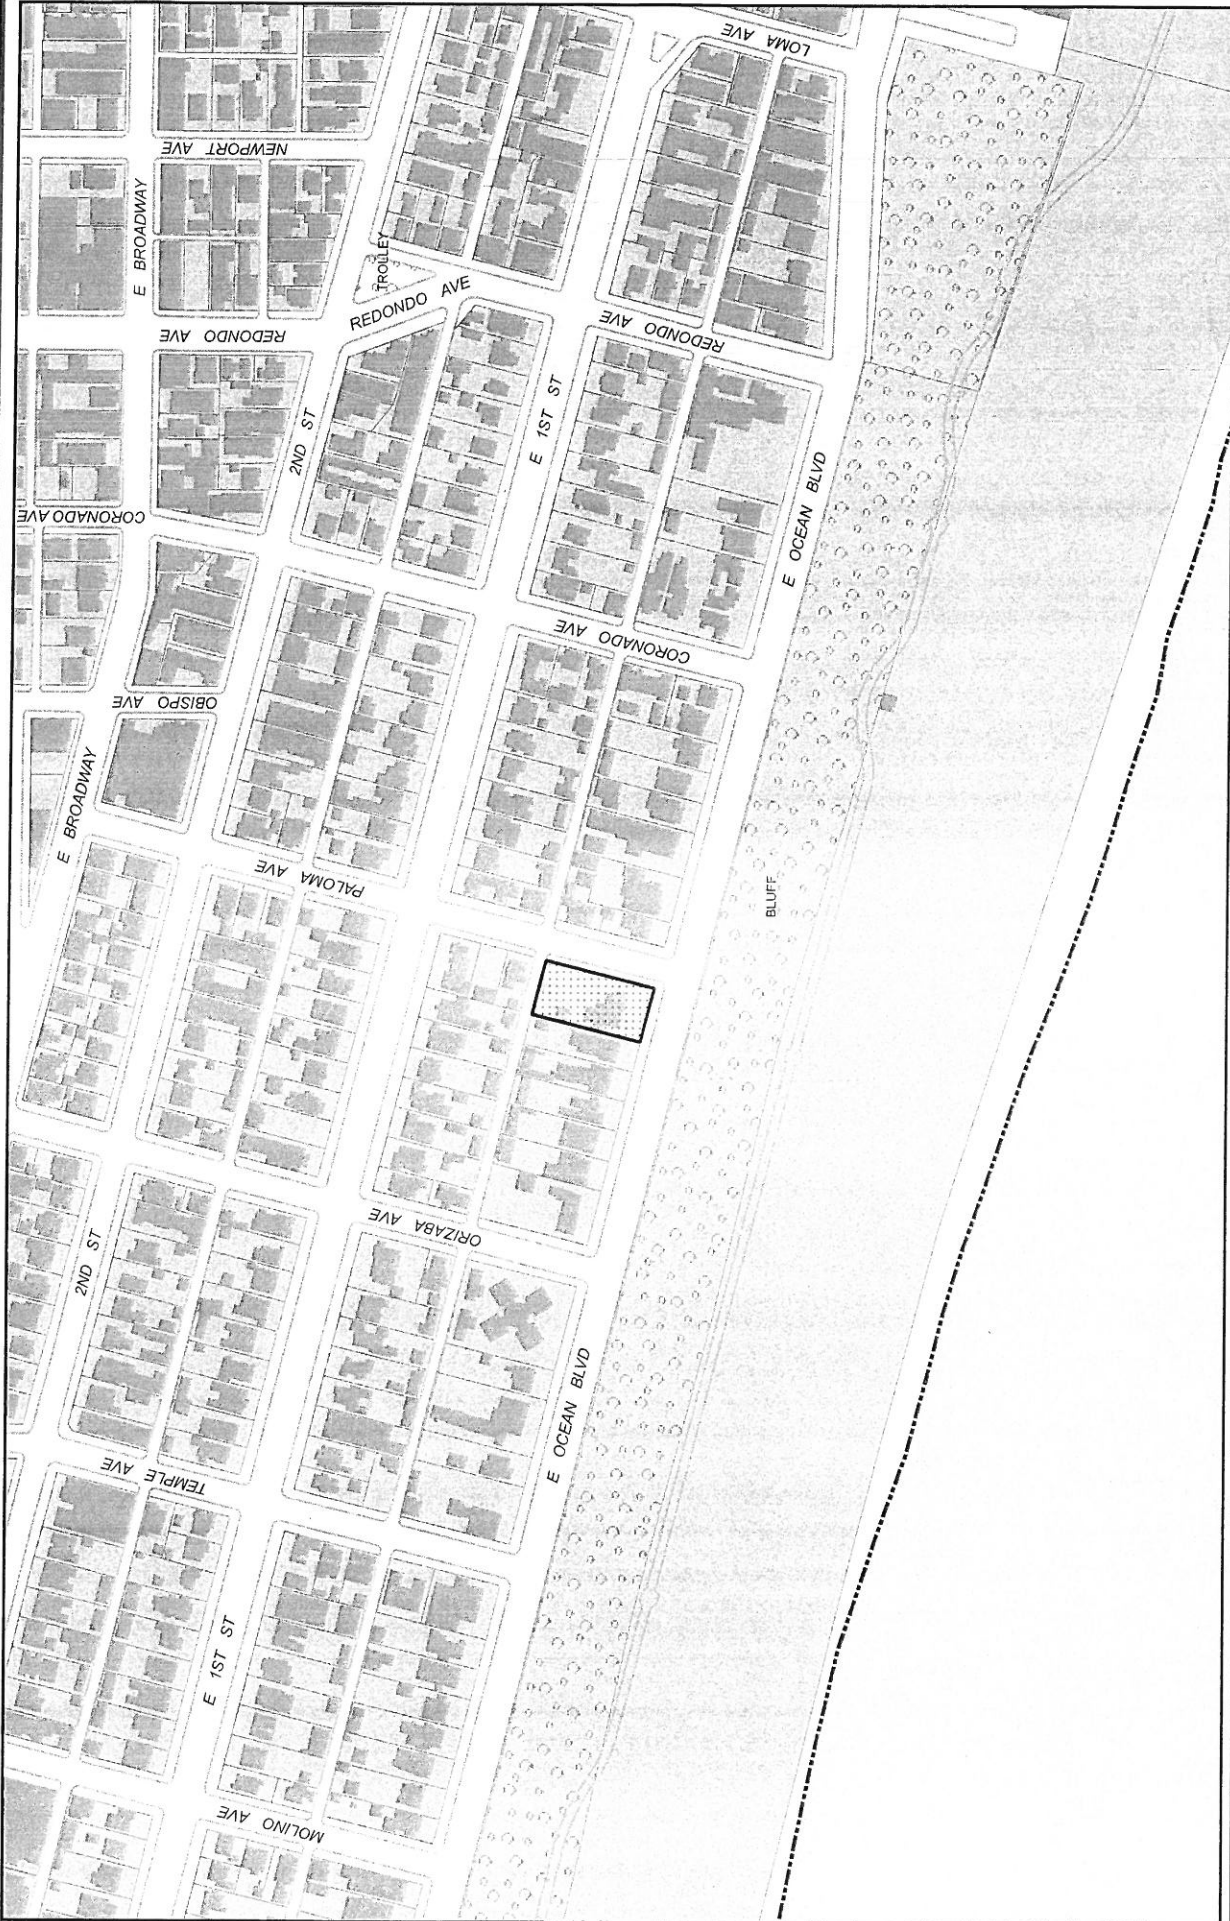 LOMA AVE
NEWPORT AVE
E BROADWAY
TROLLEY
REDONDO AVE
REDONDO AVE
REDONDO AVE
2ND ST
E 1ST ST
E OCEAN BLVD
CORONADO AVE
CORONADO AVE
OBISPO AVE
E BROADWAY
PALOMA AVE
BLUFF
ORIZABA AVE
2ND ST
E OCEAN BLVD
TEMPLE AVE
E 1ST ST
MOLINO AVE